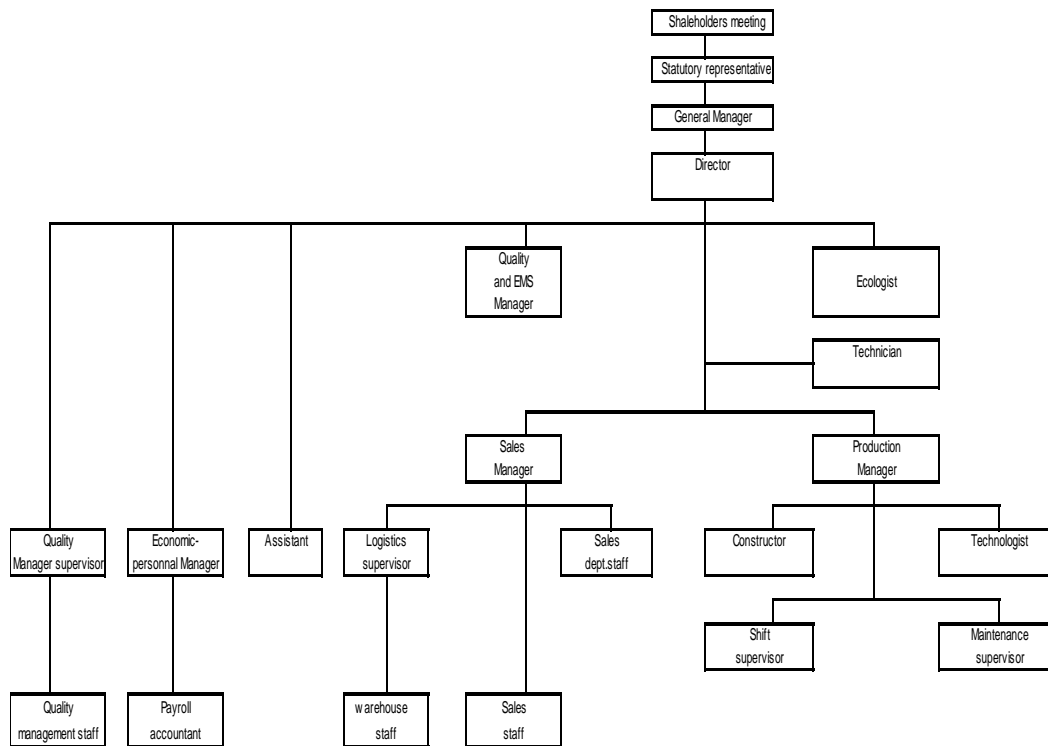 Shaleholders meeting
Statutory representative
General Manager
Director
Quality
and EMS
Manager
Ecologist
Technician
Sales
Manager
Production
Manager
Quality
Manager supervisor
Economic-
personnal Manager
Assistant
Logistics
supervisor
Sales
dept.staff
Constructor
Technologist
Shift
supervisor
Maintenance
supervisor
Quality
management staff
Payroll
accountant
warehouse
staff
Sales
staff